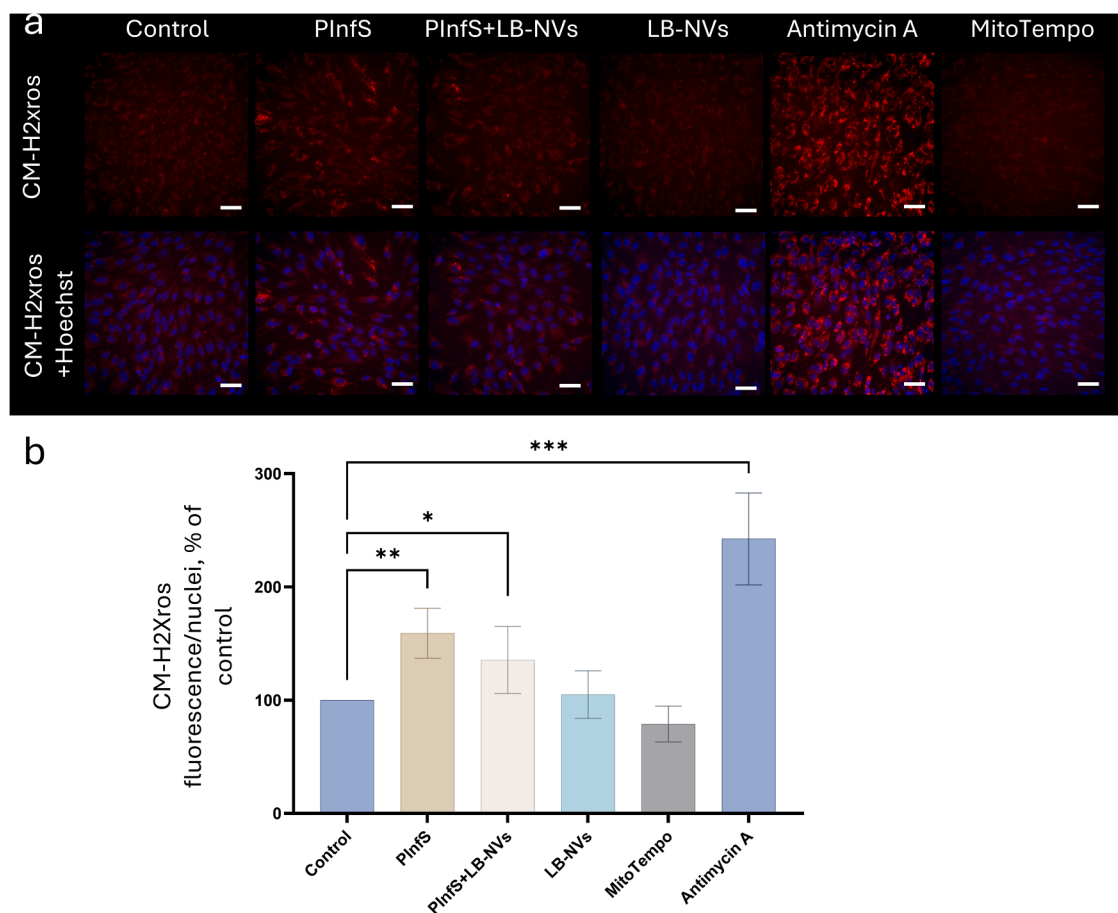 a
Control PInfS PInfS+LB-NVs LB-NVs Antimycin A MitoTempo
CM-H2xros
CM-H2xros
+Hoechst
b
***
*
**
300
200
100
0
CM-H2Xros
fluorescence/nuclei, % of
control
Control
PInfS
PInfS+LB-NVs
LB-NVs
MitoTempo
Antimycin A